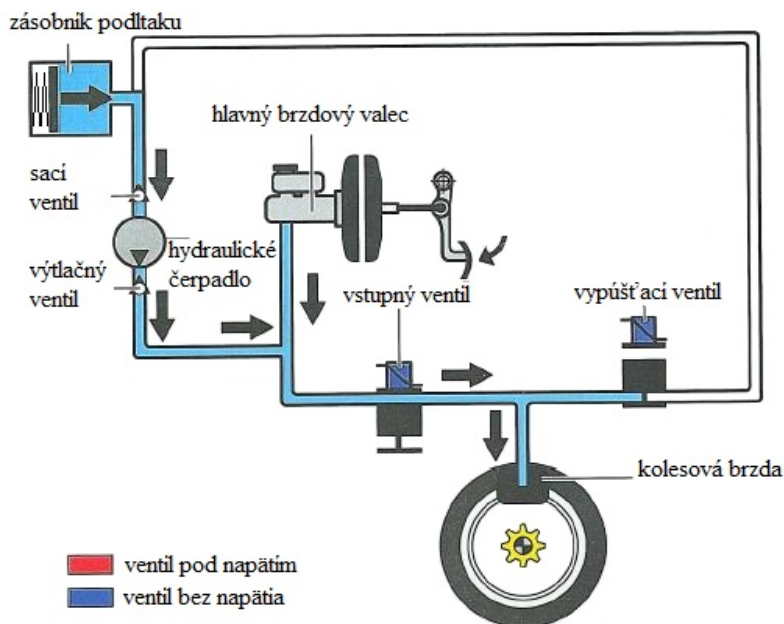 zásobník podltaku
hlavný brzdový valec
sací
ventil
hydraulické
čerpadlo
výtlačný
ventil
vstupný ventil
vypúšťací ventil
kolesová brzda
ventil pod napätím
ventil bez napätia